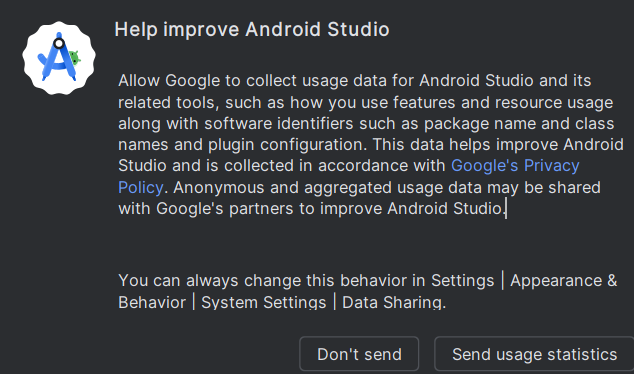 Help improve Android Studio
Allow Google to collect usage data for Android Studio and its
related tools, such as how you use features and resource usage
along with software identifiers such as package name and class
names and plugin configuration. This data helps improve Android
Studio and is collected in accordance with Google's Privacy
Policy. Anonymous and aggregated usage data may be shared
with Google's partners to improve Android Studio.
You can always change this behavior in Settings | Appearance &
Behavior | System Settings | Data Sharing.
Don't send
Send usage statistics